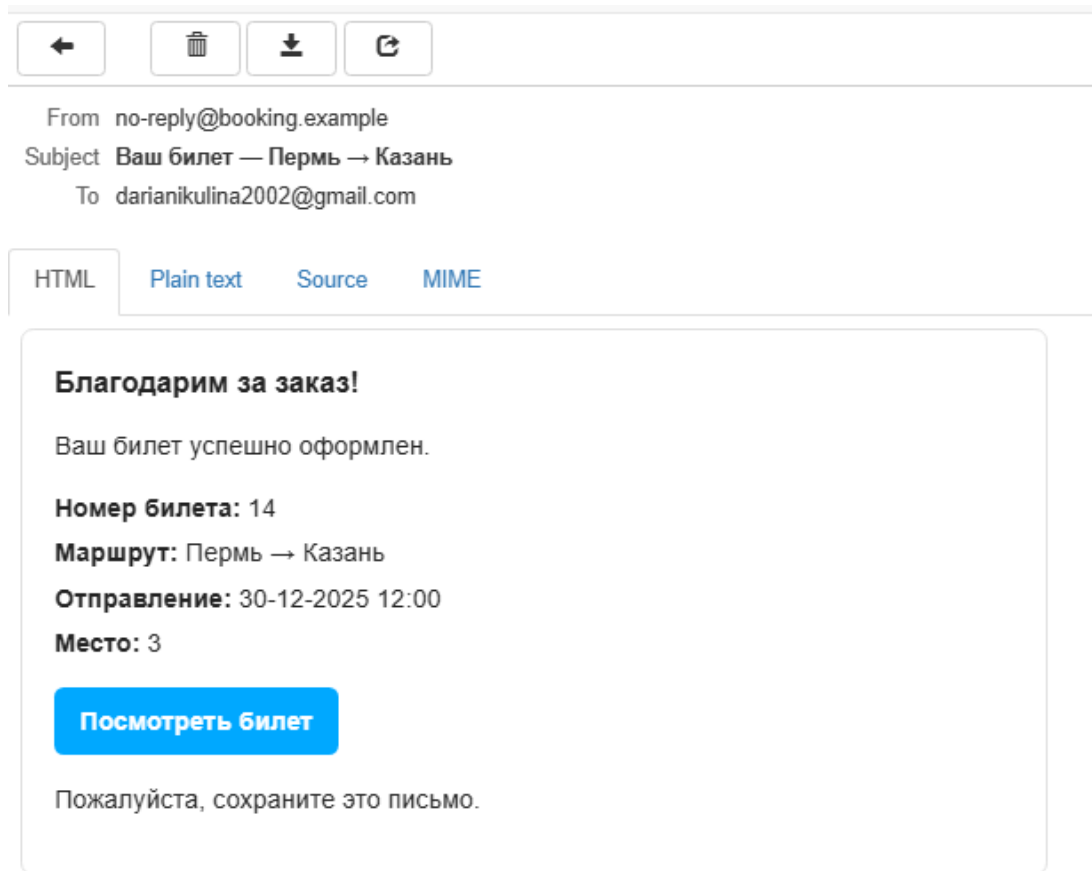 From no-reply@booking.example
Subject Ваш билет — Пермь → Казань
To darianikulina2002@gmail.com
HTML Plain text Source MIME
Благодарим за заказ!
Ваш билет успешно оформлен.
Номер билета: 14
Маршрут: Пермь → Казань
Отправление: 30-12-2025 12:00
Место: 3
Посмотреть билет
Пожалуйста, сохраните это письмо.